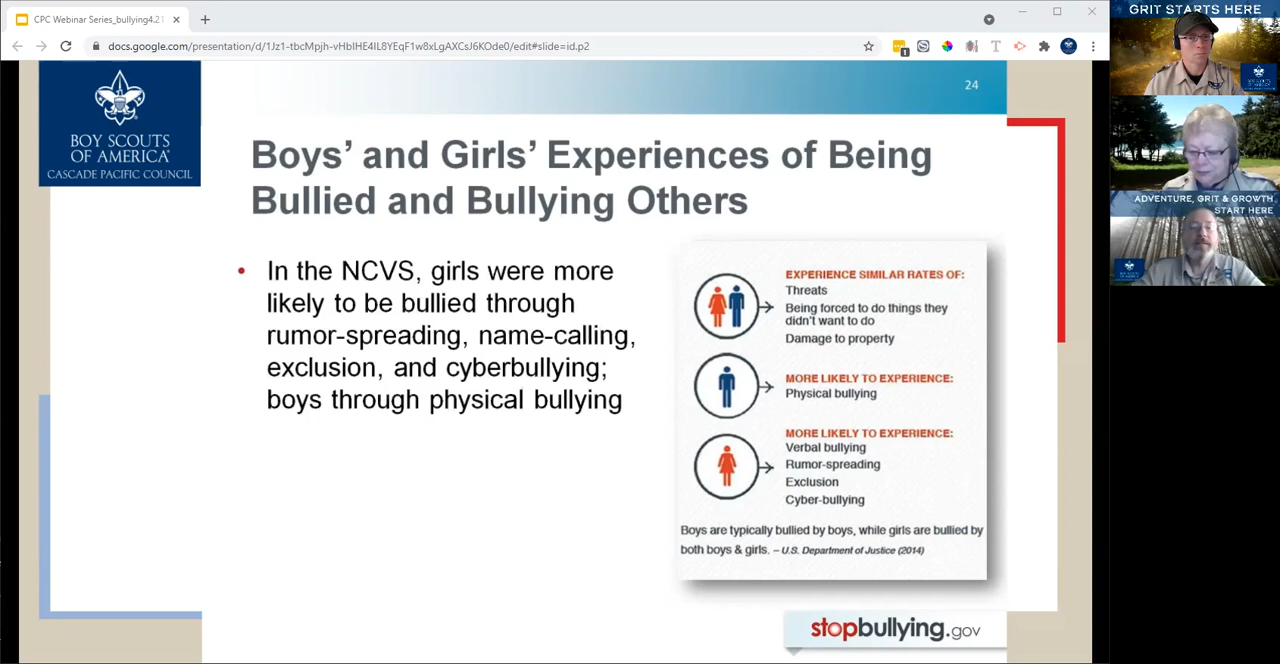 CPC Webinar Series_bullying4.21
docs.google.com/presentation/d/1Jz1-tbcMpjh-vHbIHE4IL8YEqF1w8xLgAXCsJ6KOde0/edit#slide=id.p2
1
T
GRIT STARTS HERE
24
BOY SCOUTS
OF AMERICA®
CASCADE PACIFIC COUNCIL
Boys’ and Girls’ Experiences of Being
Bullied and Bullying Others
• In the NCVS, girls were more
likely to be bullied through
rumor-spreading, name-calling,
exclusion, and cyberbullying;
boys through physical bullying
EXPERIENCE SIMILAR RATES OF:
Threats
Being forced to do things they
didn't want to do
Damage to property
MORE LIKELY TO EXPERIENCE:
Physical bullying
MORE LIKELY TO EXPERIENCE:
Verbal bullying
Rumor-spreading
Exclusion
Cyber-bullying
Boys are typically bullied by boys, while girls are bullied by
both boys & girls. – U.S. Department of Justice (2014)
stopbullying.gov
ADVENTURE, GRIT & GROWTH
START HERE